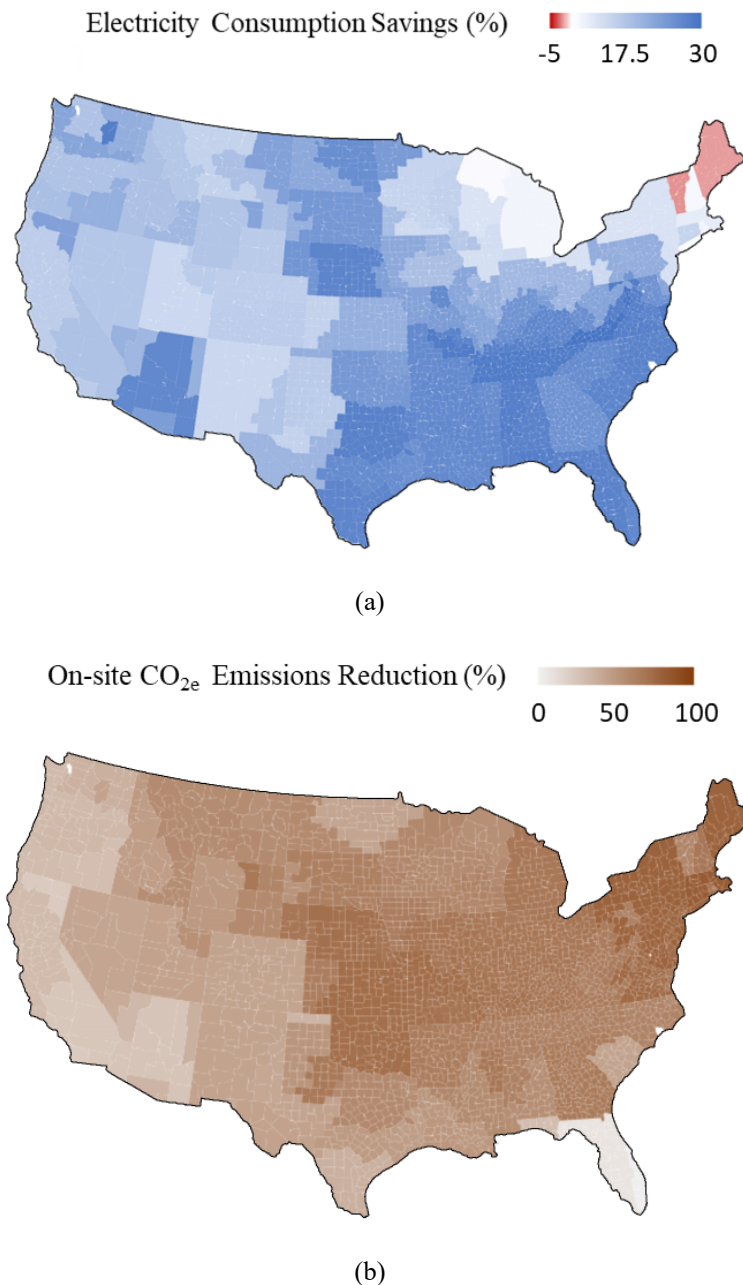 Electricity Consumption Savings (%)
-5 17.5 30
(a)
On-site CO2e Emissions Reduction (%)
0 50 100
(b)